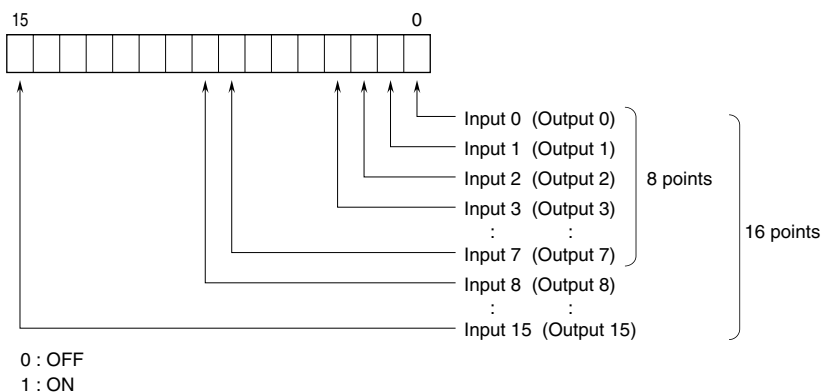 15 0
Input 0 (Output 0)
Input 1 (Output 1)
Input 2 (Output 2)
Input 3 (Output 3)
: :
Input 7 (Output 7)
Input 8 (Output 8)
: :
Input 15 (Output 15)
8 points
16 points
0 : OFF
1 : ON